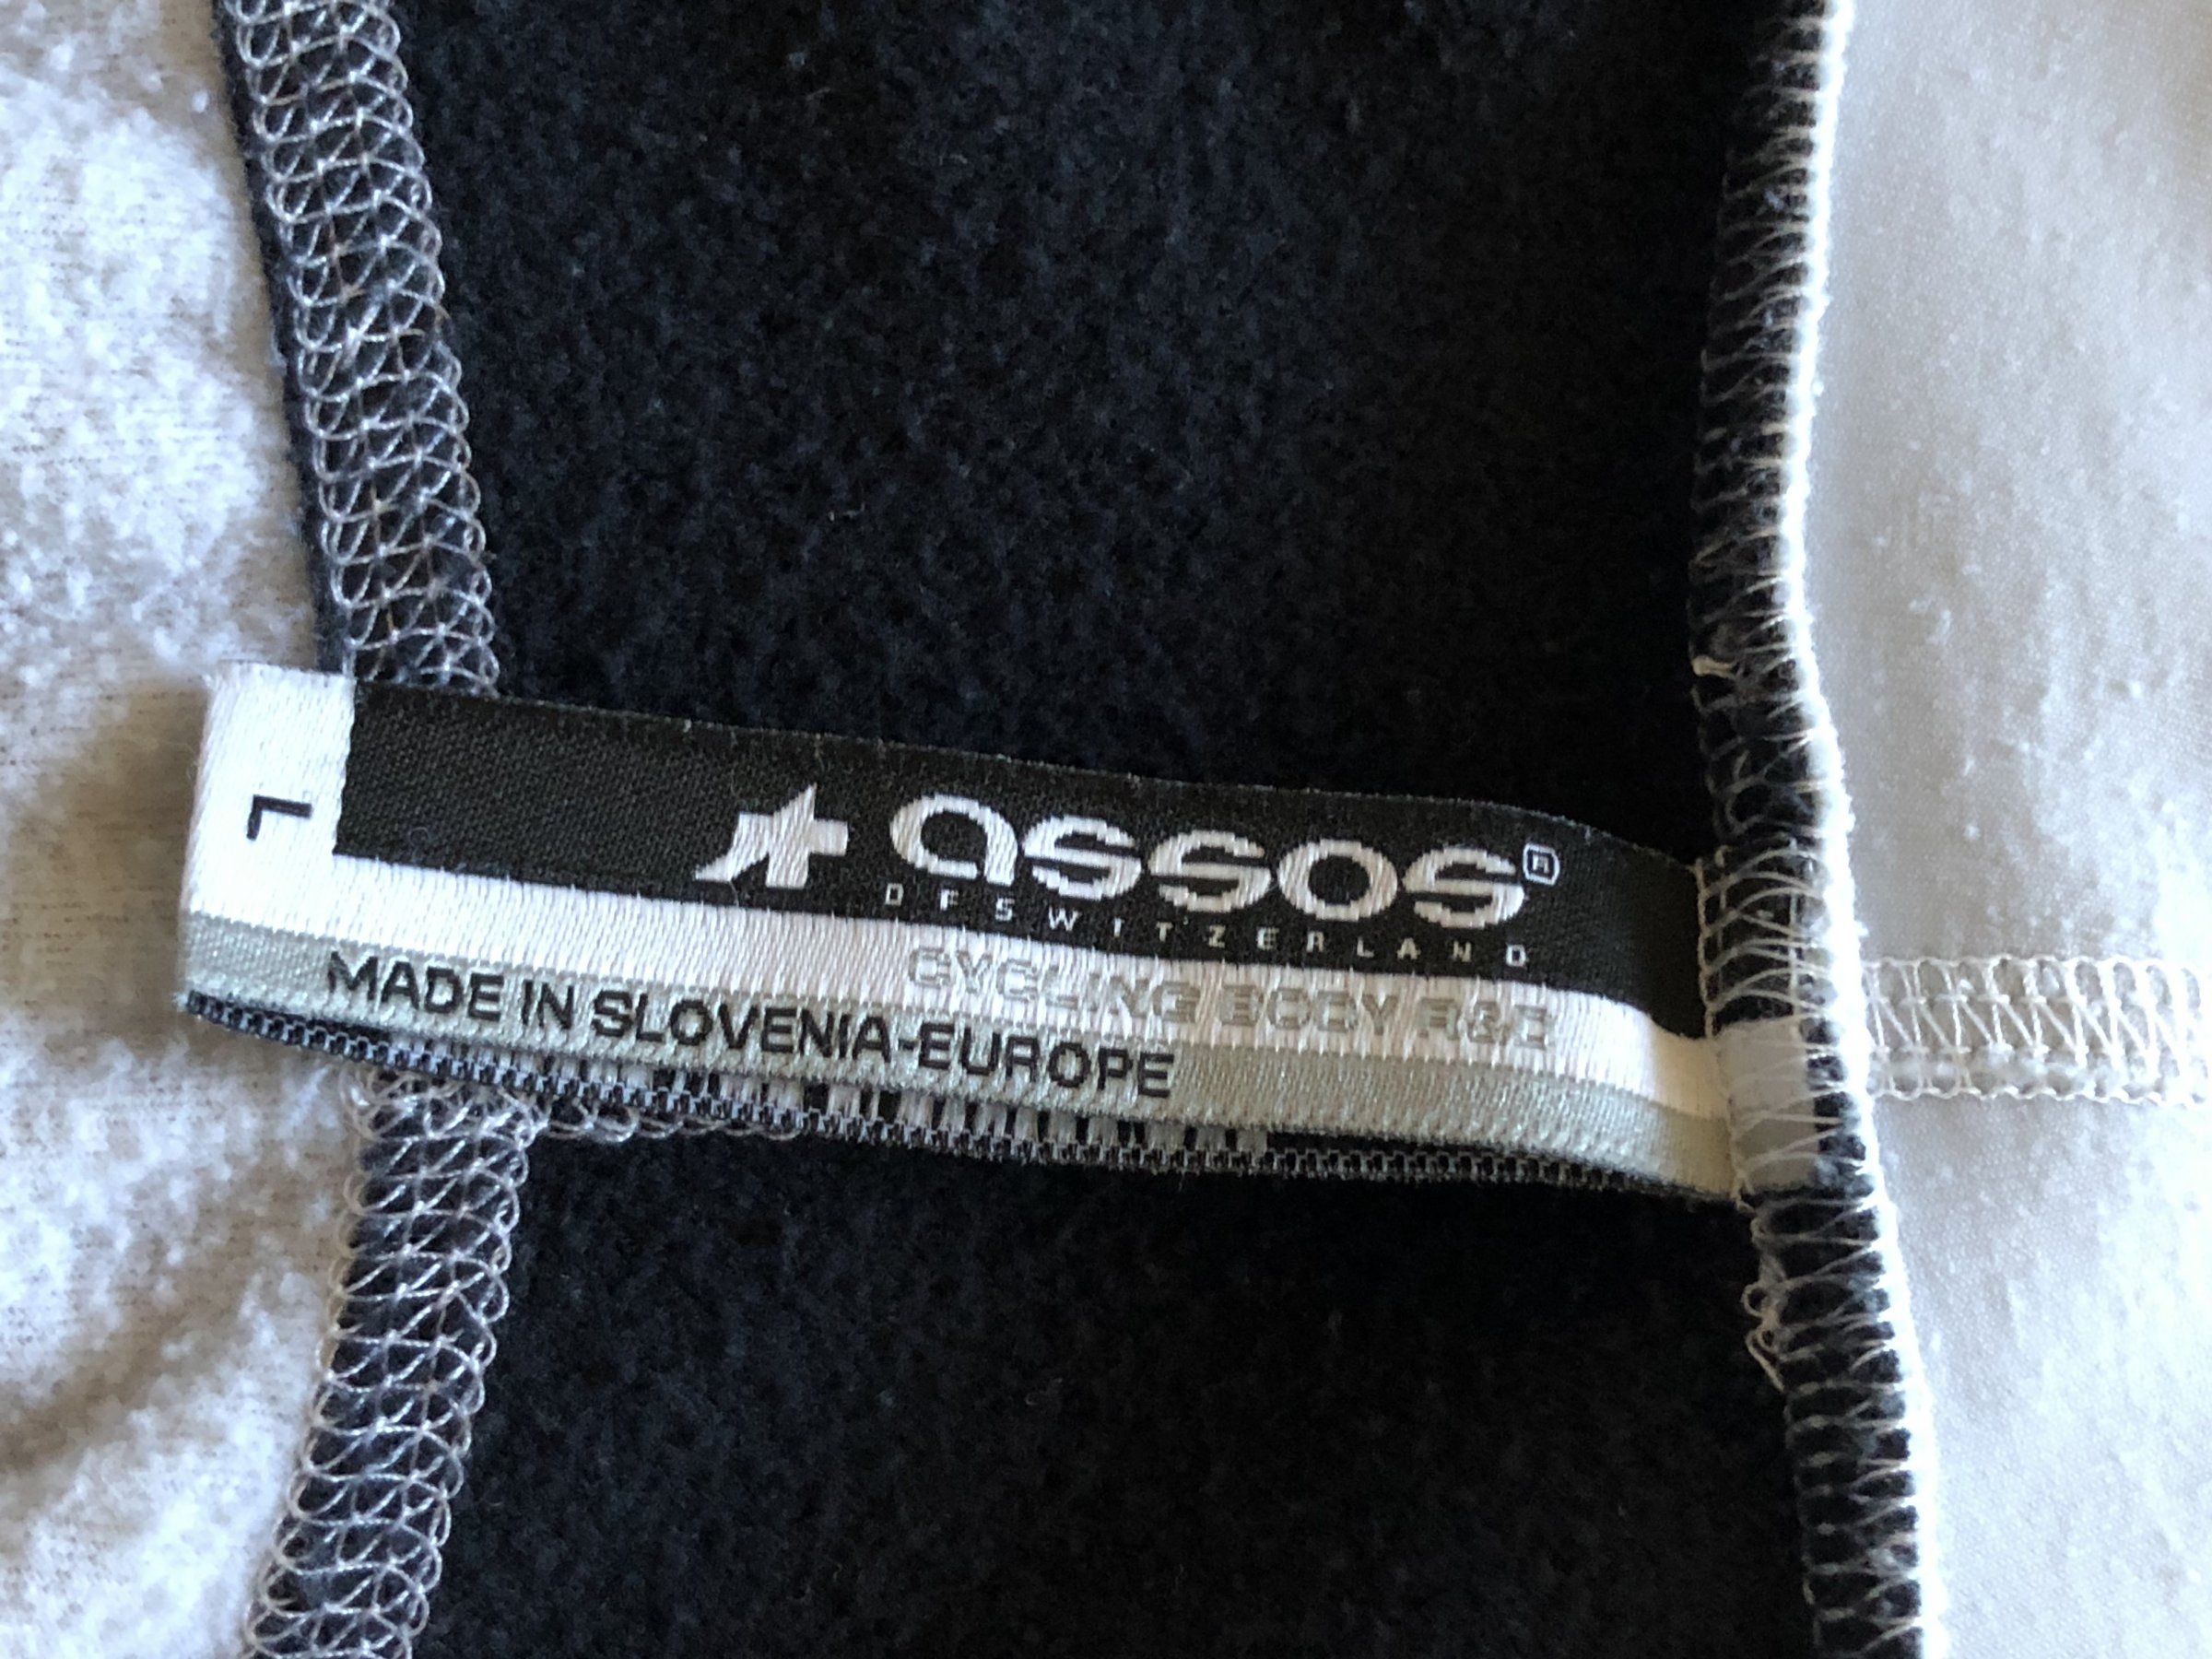 L
assos®
OF SWITZERLAND
CYCLING BODY R&D
MADE IN SLOVENIA-EUROPE